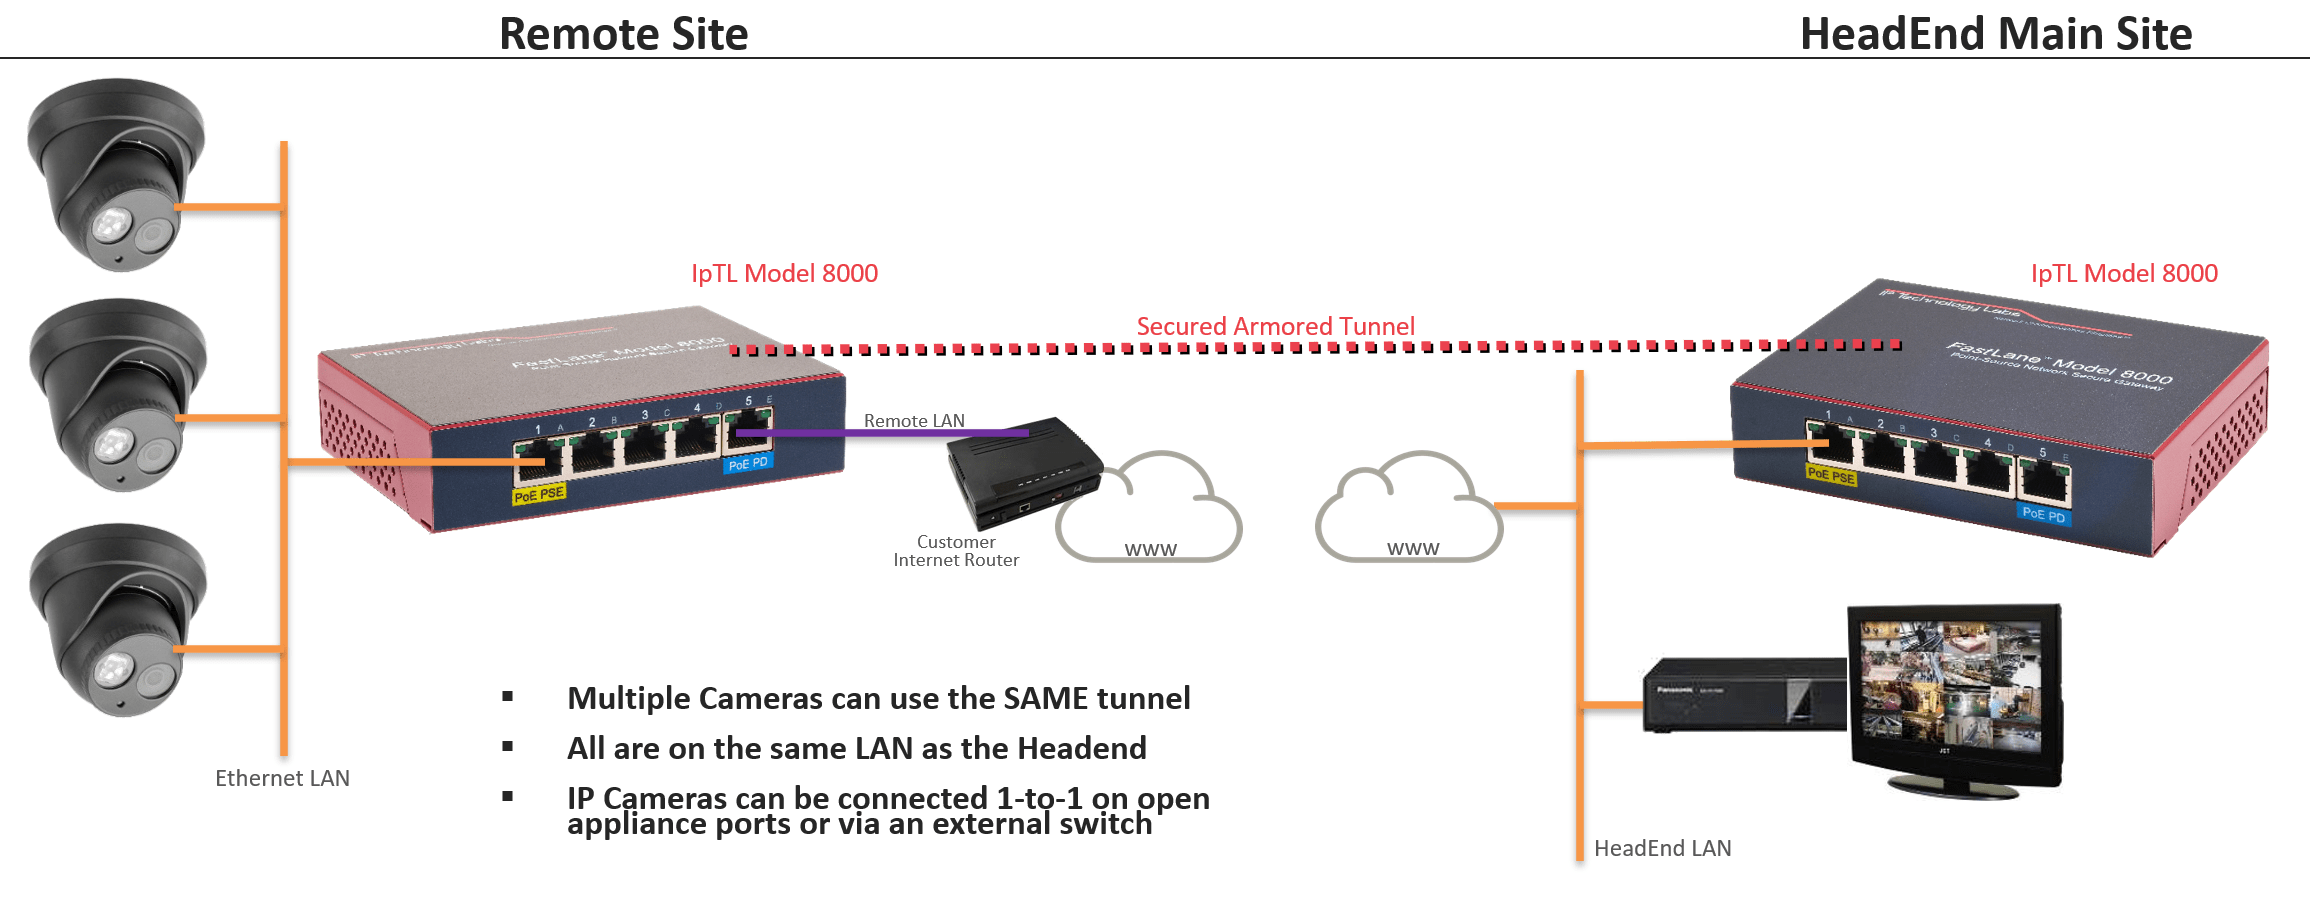 Remote Site
HeadEnd Main Site
IpTL Model 8000
IpTL Model 8000
Secured Armored Tunnel
FastLane™ Model 8000
1 A 2 B 3 C 4 D 5 E
PoE PSE
PoE PD
Remote LAN
Customer
Internet Router
www
www
IP Technology Labs
FastLane™ Model 8000
Point-Source Network Secure Gateway
1 A 2 B 3 C 4 D 5 E
PoE PSE
PoE PD
Panasonic
JCT
Ethernet LAN
▪ Multiple Cameras can use the SAME tunnel
▪ All are on the same LAN as the Headend
▪ IP Cameras can be connected 1-to-1 on open
appliance ports or via an external switch
HeadEnd LAN